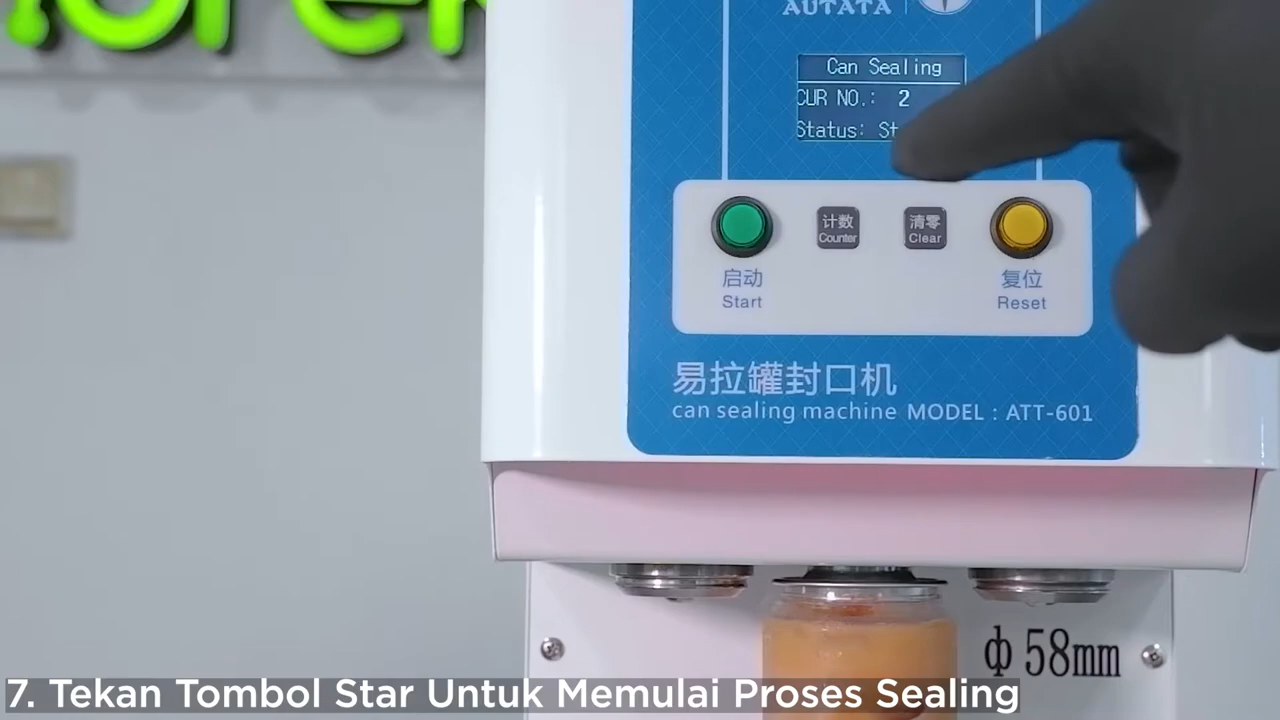 AUTATA
Can Sealing
CUR NO.: 2
Status:
计数
Counter
清零
Clear
启动
Start
复位
Reset
易拉罐封口机
can sealing machine MODEL : ATT-601
ф 58mm
7. Tekan Tombol Star Untuk Memulai Proses Sealing